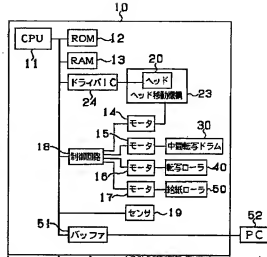 10
CPU
11
ROM
12
RAM
13
20
ドライバIC
24
ヘッド
ヘッド移動機構
23
14
モータ
15
30
18
制御回路
モータ
中間転写ドラム
16
モータ
転写ローラ
40
17
モータ
給紙ローラ
50
センサ
19
51
バッファ
52
PC